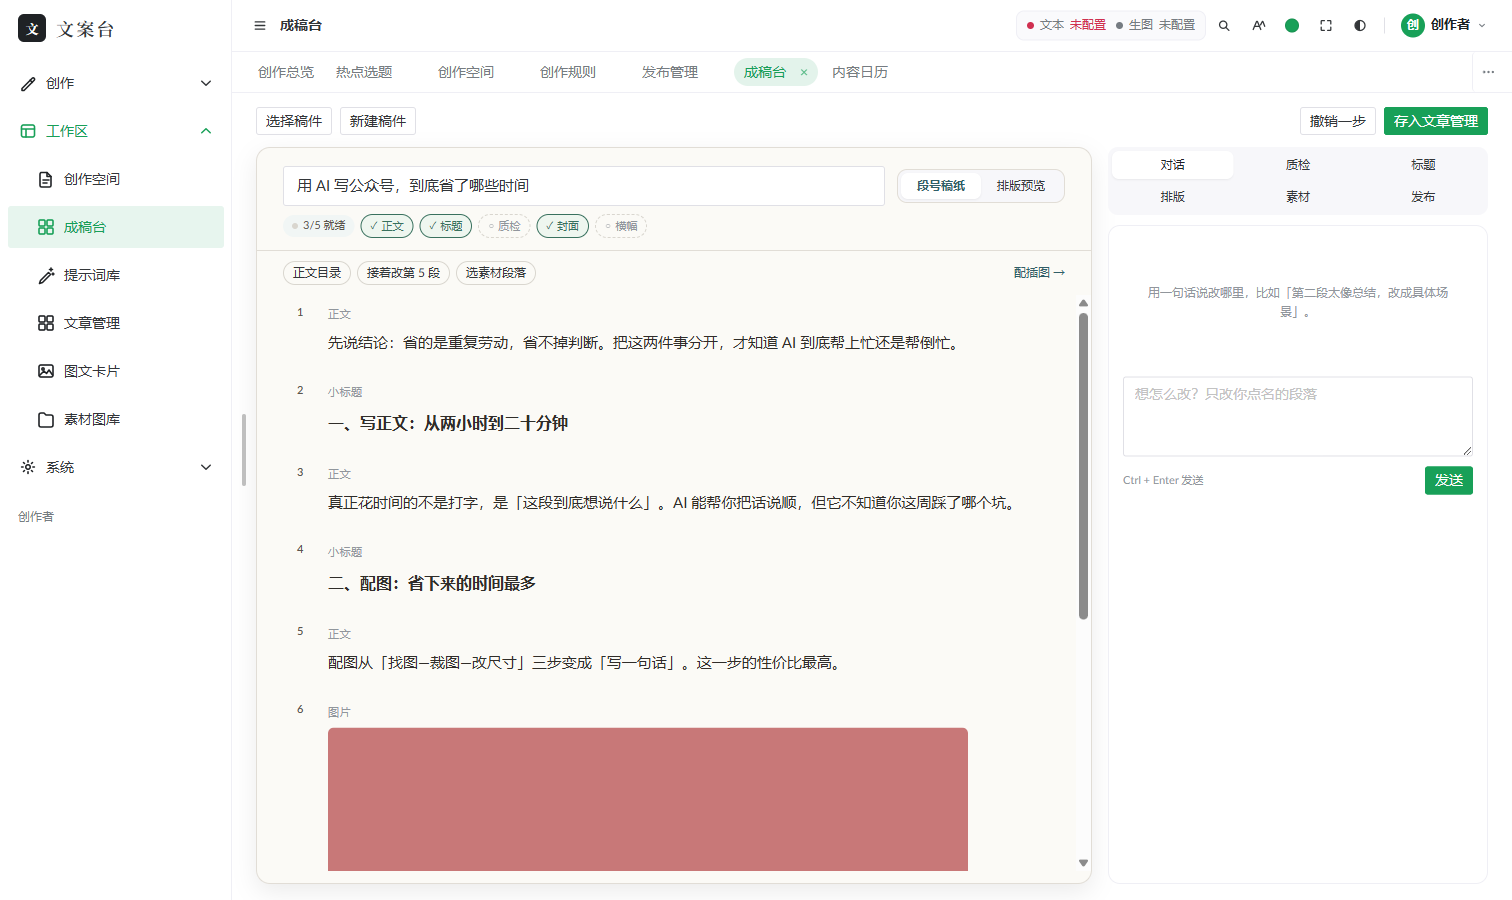 文 文案台
创作
工作区
创作空间
成稿台
提示词库
文章管理
图文卡片
素材图库
系统
创作者
成稿台
文本 未配置 生图 未配置
创 创作者
创作总览 热点选题 创作空间 创作规则 发布管理 成稿台 × 内容日历
选择稿件 新建稿件
撤销一步 存入文章管理
用 AI 写公众号，到底省了哪些时间
段号稿纸 排版预览
3/5 就绪 ✓ 正文 ✓ 标题 ○ 质检 ✓ 封面 ○ 横幅
正文目录 接着改第 5 段 选素材段落
配插图 →
1 正文
先说结论：省的是重复劳动，省不掉判断。把这两件事分开，才知道 AI 到底帮上忙还是帮倒忙。
2 小标题
一、写正文：从两小时到二十分钟
3 正文
真正花时间的不是打字，是「这段到底想说什么」。AI 能帮你把话说顺，但它不知道你这周踩了哪个坑。
4 小标题
二、配图：省下来的时间最多
5 正文
配图从「找图—裁图—改尺寸」三步变成「写一句话」。这一步的性价比最高。
6 图片
对话 质检 标题
排版 素材 发布
用一句话说改哪里，比如「第二段太像总结，改成具体场
景」。
想怎么改？只改你点名的段落
Ctrl + Enter 发送
发送